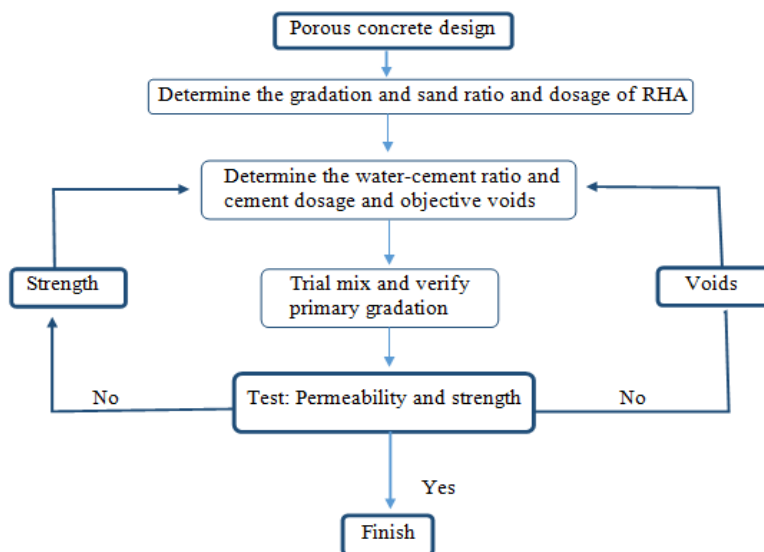 Porous concrete design
Determine the gradation and sand ratio and dosage of RHA
Determine the water-cement ratio and
cement dosage and objective voids
Strength
Trial mix and verify
primary gradation
Voids
No
Test: Permeability and strength
No
Yes
Finish